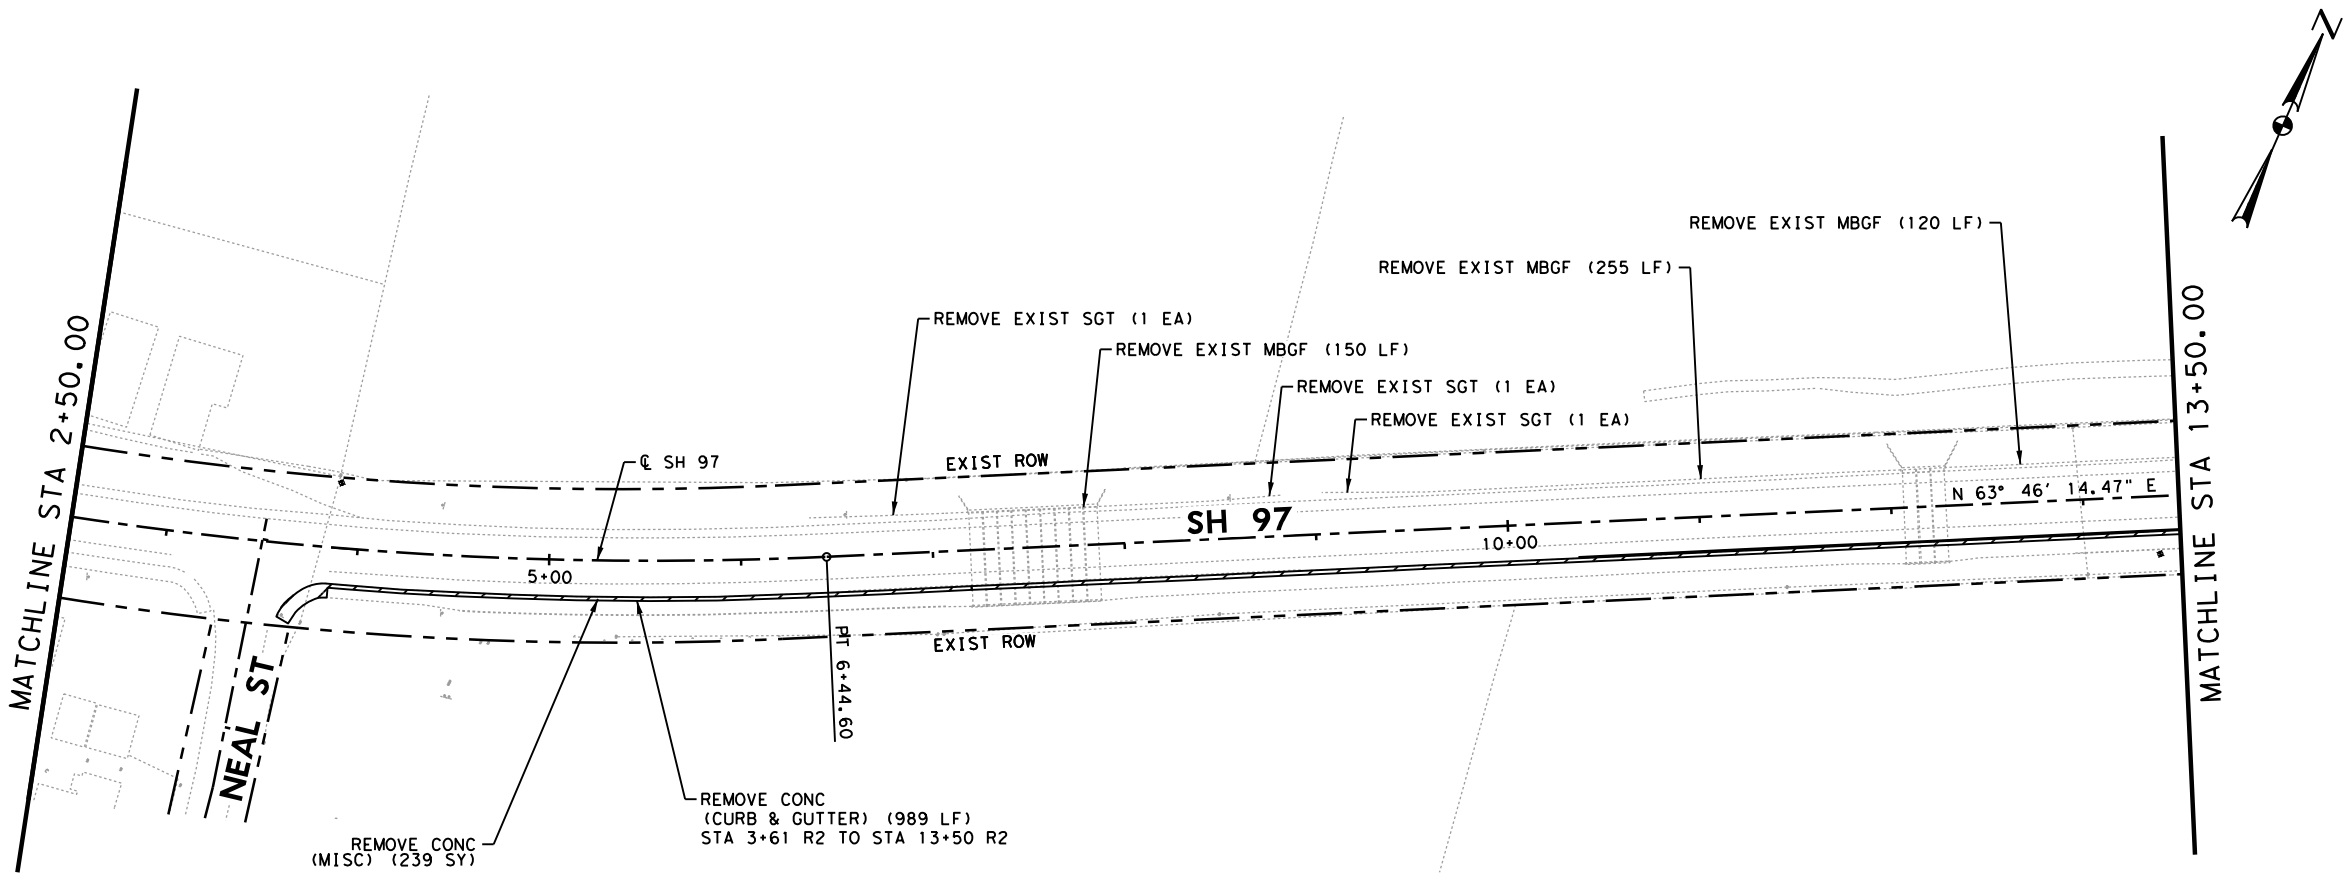 N
REMOVE EXIST MBGF (120 LF)
REMOVE EXIST MBGF (255 LF)
REMOVE EXIST SGT (1 EA)
REMOVE EXIST MBGF (150 LF)
REMOVE EXIST SGT (1 EA)
REMOVE EXIST SGT (1 EA)
MATCHLINE STA 2+50.00
MATCHLINE STA 13+50.00
℄ SH 97
EXIST ROW
N 63° 46' 14.47" E
SH 97
10+00
5+00
EXIST ROW
PT 6+44.60
NEAL ST
REMOVE CONC
(CURB & GUTTER) (989 LF)
STA 3+61 R2 TO STA 13+50 R2
REMOVE CONC
(MISC) (239 SY)